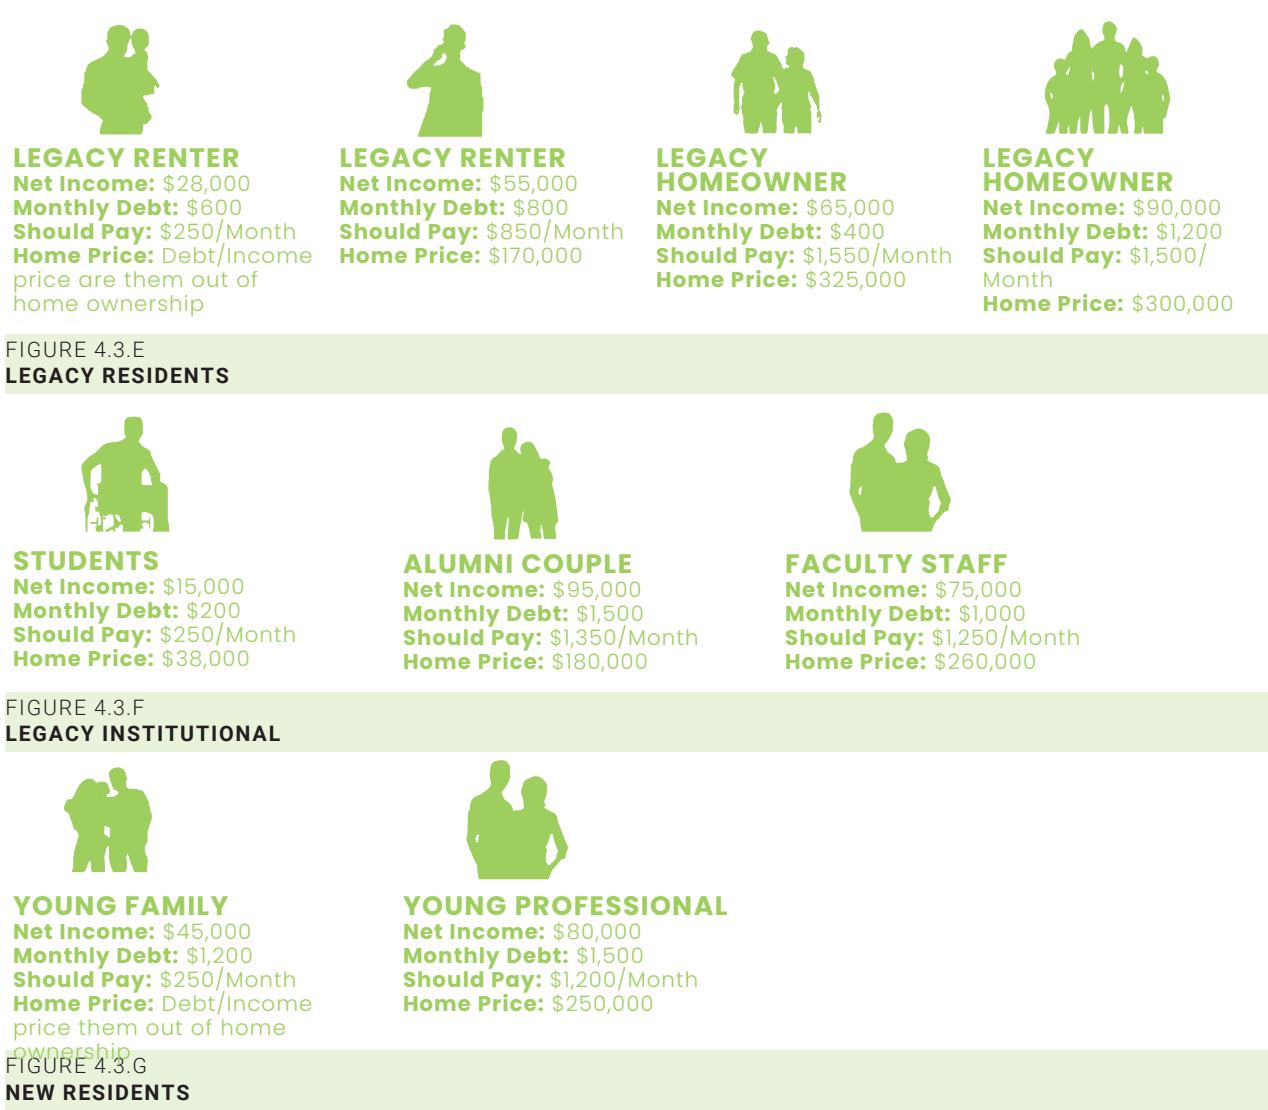 LEGACY RENTER
Net Income: $28,000
Monthly Debt: $600
Should Pay: $250/Month
Home Price: Debt/Income
price are them out of
home ownership
LEGACY RENTER
Net Income: $55,000
Monthly Debt: $800
Should Pay: $850/Month
Home Price: $170,000
LEGACY
HOMEOWNER
Net Income: $65,000
Monthly Debt: $400
Should Pay: $1,550/Month
Home Price: $325,000
LEGACY
HOMEOWNER
Net Income: $90,000
Monthly Debt: $1,200
Should Pay: $1,500/
Month
Home Price: $300,000
FIGURE 4.3.E
LEGACY RESIDENTS
STUDENTS
Net Income: $15,000
Monthly Debt: $200
Should Pay: $250/Month
Home Price: $38,000
ALUMNI COUPLE
Net Income: $95,000
Monthly Debt: $1,500
Should Pay: $1,350/Month
Home Price: $180,000
FACULTY STAFF
Net Income: $75,000
Monthly Debt: $1,000
Should Pay: $1,250/Month
Home Price: $260,000
FIGURE 4.3.F
LEGACY INSTITUTIONAL
YOUNG FAMILY
Net Income: $45,000
Monthly Debt: $1,200
Should Pay: $250/Month
Home Price: Debt/Income
price them out of home
ownership
YOUNG PROFESSIONAL
Net Income: $80,000
Monthly Debt: $1,500
Should Pay: $1,200/Month
Home Price: $250,000
FIGURE 4.3.G
NEW RESIDENTS